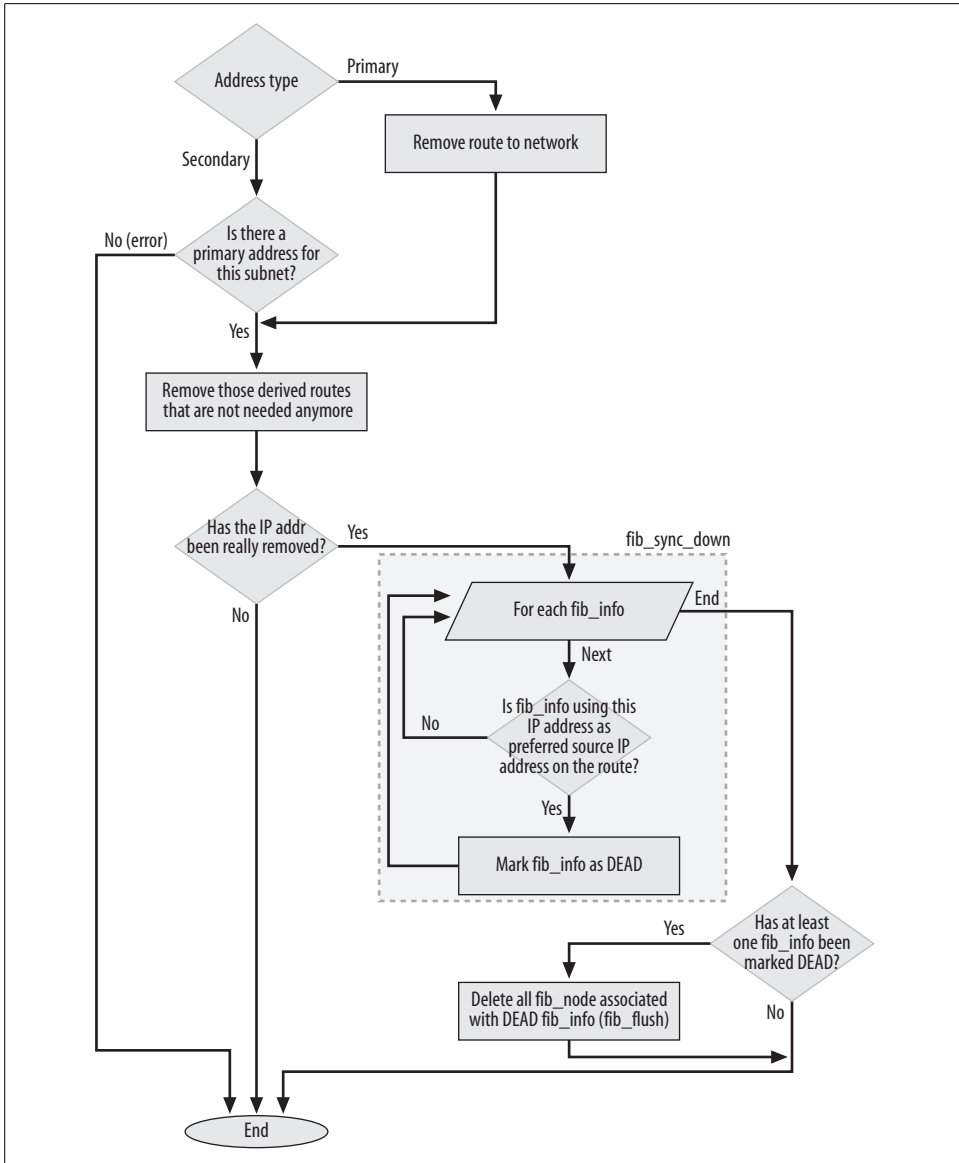 Address type
Primary
Remove route to network
Secondary
Is there a
primary address for
this subnet?
No (error)
Yes
Remove those derived routes
that are not needed anymore
Has the IP addr
been really removed?
Yes
No
fib_sync_down
For each fib_info
End
Next
Is fib_info using this
IP address as
preferred source IP
address on the route?
No
Yes
Mark fib_info as DEAD
Has at least
one fib_info been
marked DEAD?
Yes
No
Delete all fib_node associated
with DEAD fib_info (fib_flush)
End